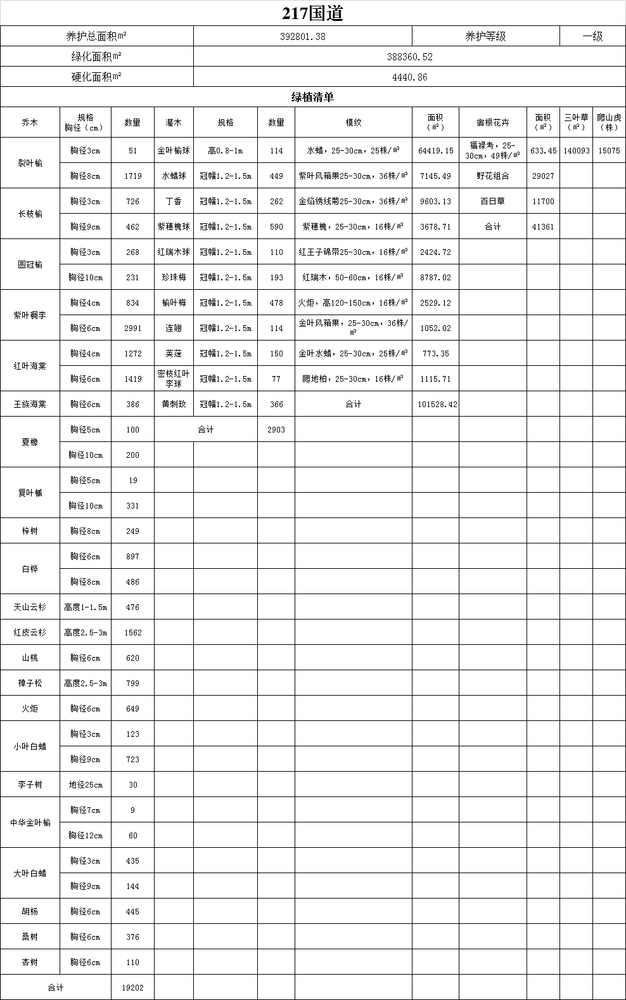 217国道
养护总面积㎡ 392801.38 养护等级 一级
绿化面积㎡ 388360.52
硬化面积㎡ 4440.86
绿植清单
乔木 规格 胸径（cm） 数量 灌木 规格 数量 模纹 面积（㎡） 宿根花卉 面积（㎡） 三叶草（㎡） 爬山虎（株）
裂叶榆 胸径3cm 51 金叶榆球 高0.8-1m 114 水蜡，25-30cm，25株/㎡ 64419.15 福禄考，25-30cm，49株/㎡ 633.45 140093 15075
胸径8cm 1719 水蜡球 冠幅1.2-1.5m 449 紫叶风箱果25-30cm，36株/㎡ 7145.49 野花组合 29027
长枝榆 胸径3cm 726 丁香 冠幅1.2-1.5m 262 金焰绣线菊25-30cm，36株/㎡ 9603.13 百日草 11700
胸径9cm 462 紫穗槐球 冠幅1.2-1.5m 590 紫穗槐，25-30cm，16株/㎡ 3678.71 合计 41361
圆冠榆 胸径3cm 268 红瑞木球 冠幅1.2-1.5m 110 红王子锦带25-30cm，16株/㎡ 2424.72
胸径10cm 231 珍珠梅 冠幅1.2-1.5m 193 红瑞木，50-60cm，16株/㎡ 8787.02
紫叶稠李 胸径4cm 834 榆叶梅 冠幅1.2-1.5m 478 火炬，高120-150cm，16株/㎡ 2529.12
胸径6cm 2991 连翘 冠幅1.2-1.5m 114 金叶风箱果，25-30cm，36株/㎡ 1052.02
红叶海棠 胸径4cm 1272 荚蒾 冠幅1.2-1.5m 150 金叶水蜡，25-30cm，25株/㎡ 773.35
胸径6cm 1419 密枝红叶李球 冠幅1.2-1.5m 77 爬地柏，25-30cm，16株/㎡ 1115.71
王族海棠 胸径6cm 386 黄刺玫 冠幅1.2-1.5m 366 合计 101528.42
夏橡 胸径5cm 100 合计 2903
胸径10cm 200
夏叶槭 胸径5cm 19
胸径10cm 331
梓树 胸径8cm 249
白桦 胸径6cm 897
胸径8cm 486
天山云杉 高度1-1.5m 476
红皮云杉 高度2.5-3m 1562
山桃 胸径6cm 620
樟子松 高度2.5-3m 799
火炬 胸径6cm 649
小叶白蜡 胸径3cm 123
胸径9cm 723
李子树 地径25cm 30
中华金叶榆 胸径7cm 9
胸径12cm 60
大叶白蜡 胸径3cm 435
胸径9cm 144
胡杨 胸径6cm 445
桑树 胸径6cm 376
杏树 胸径6cm 110
合计 19202